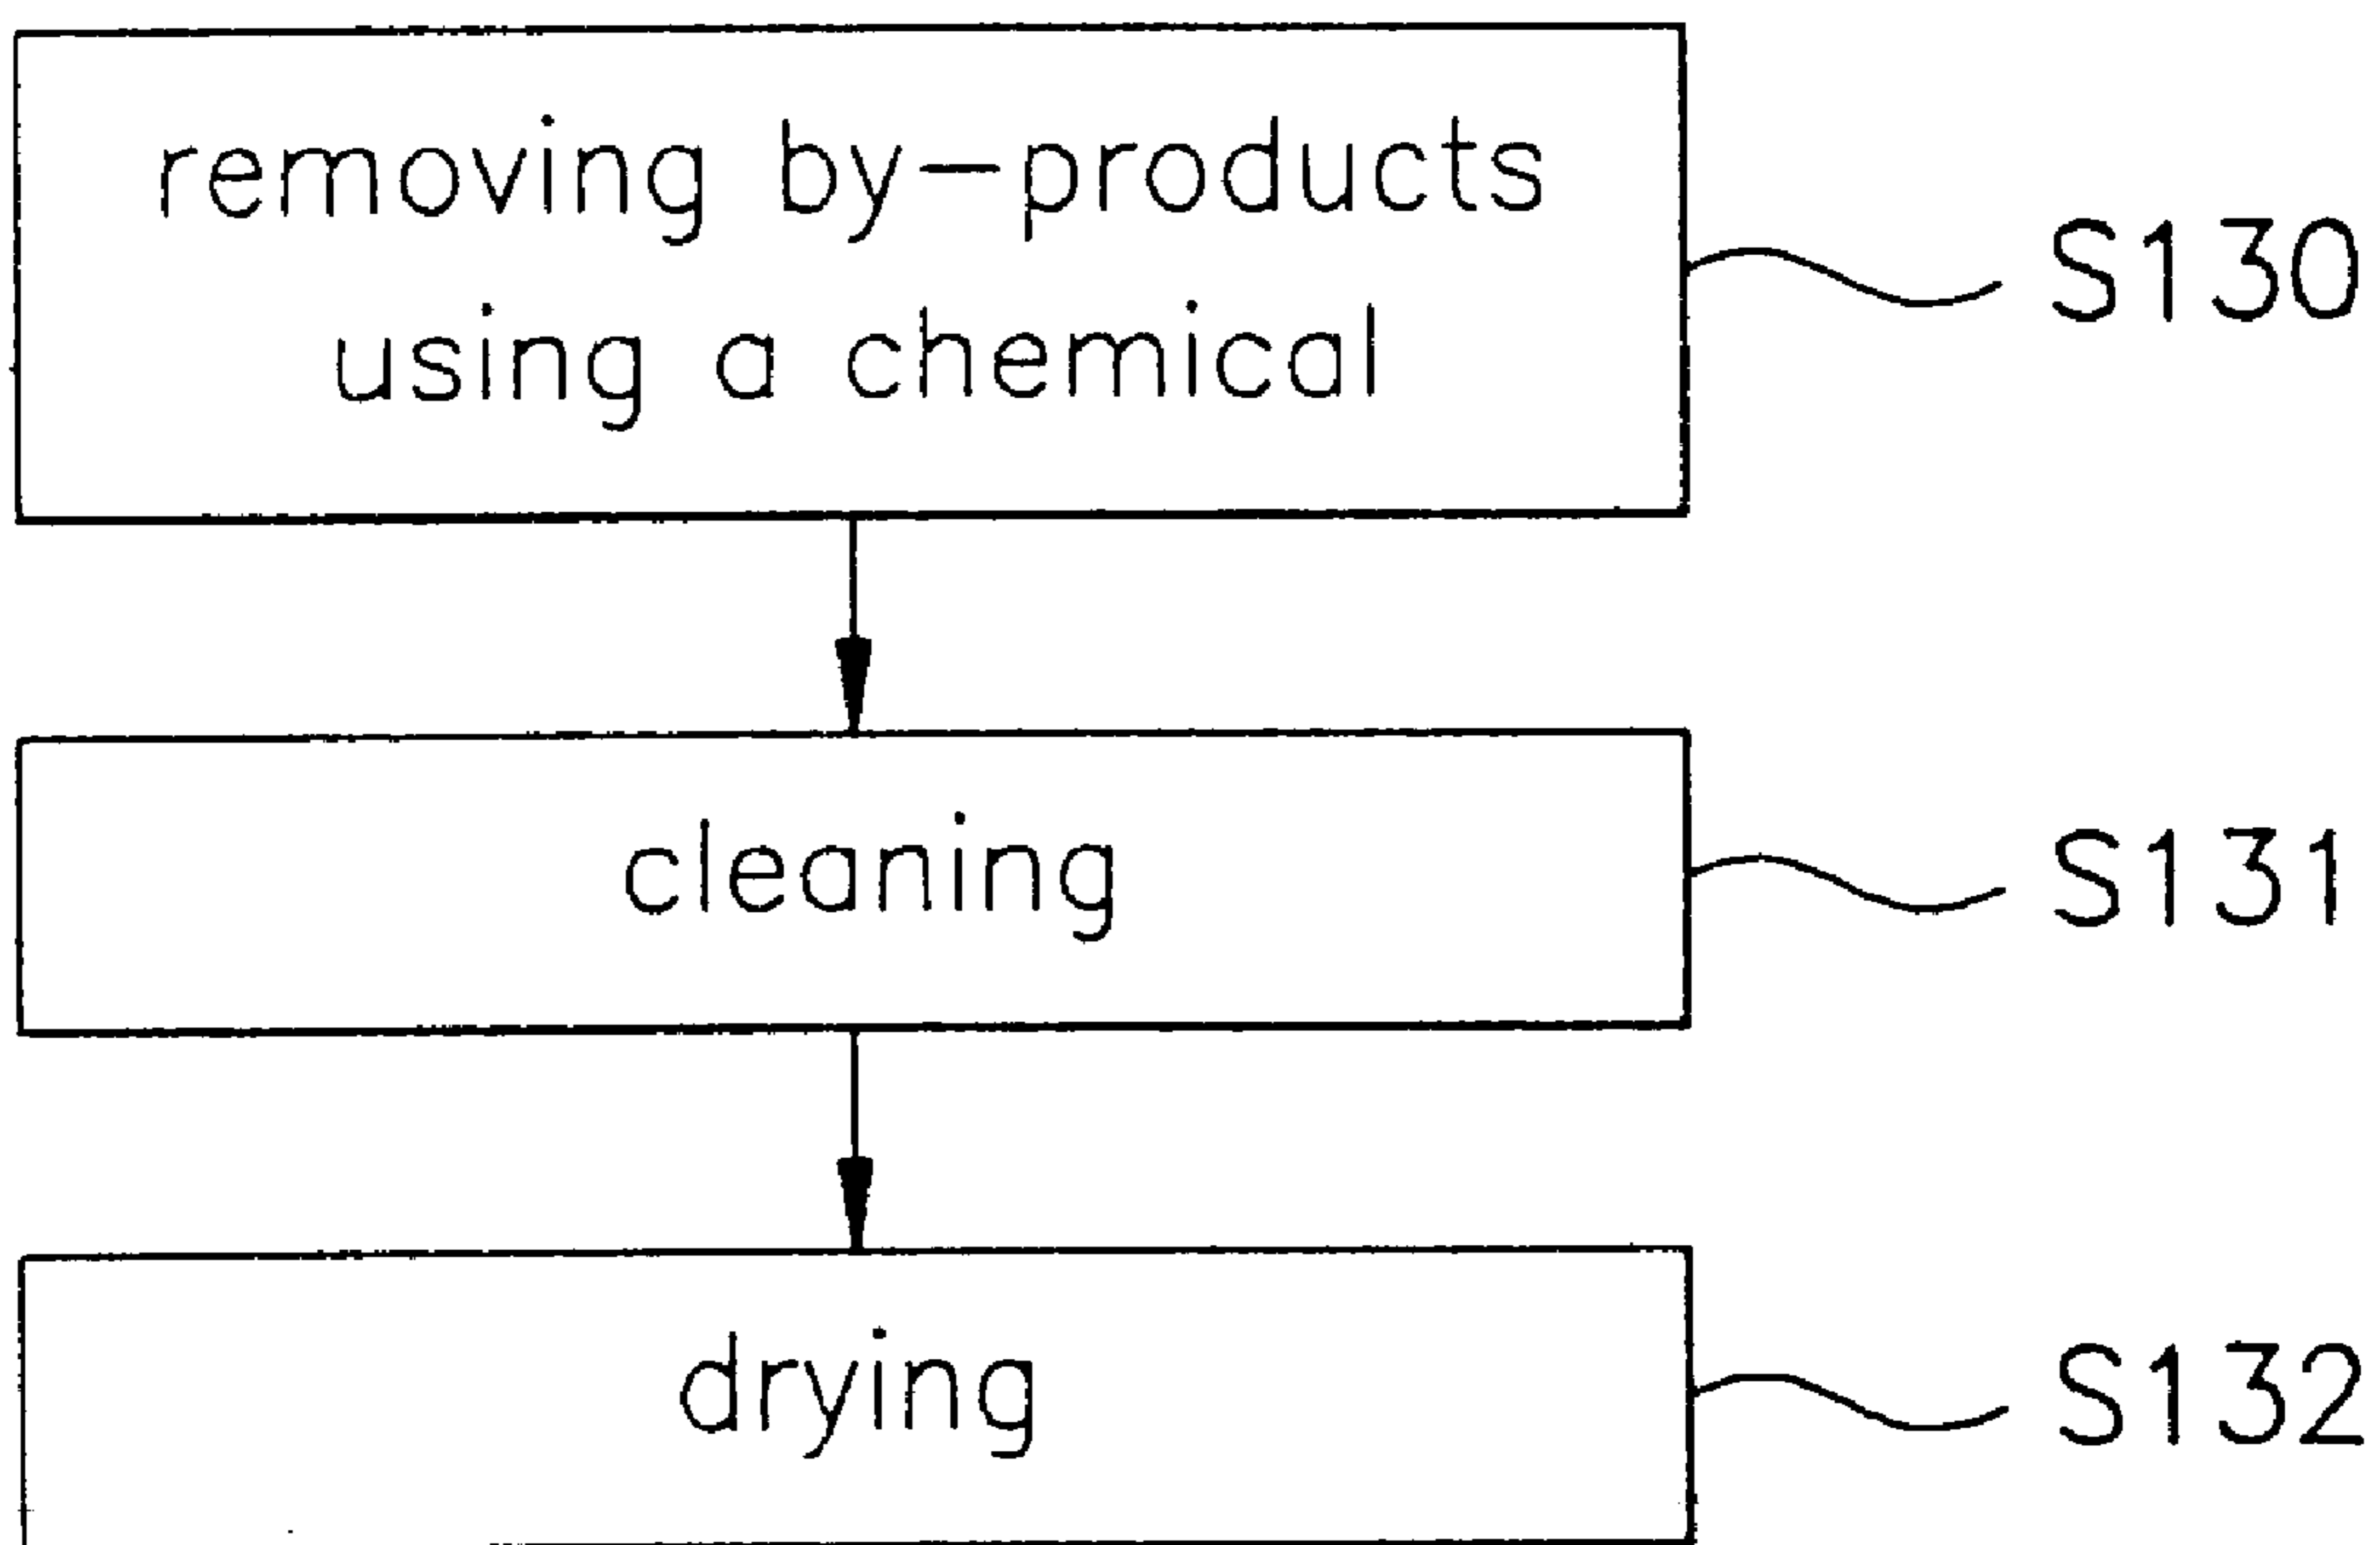 removing by-products
using a chemical
S130
cleaning
S131
drying
S132